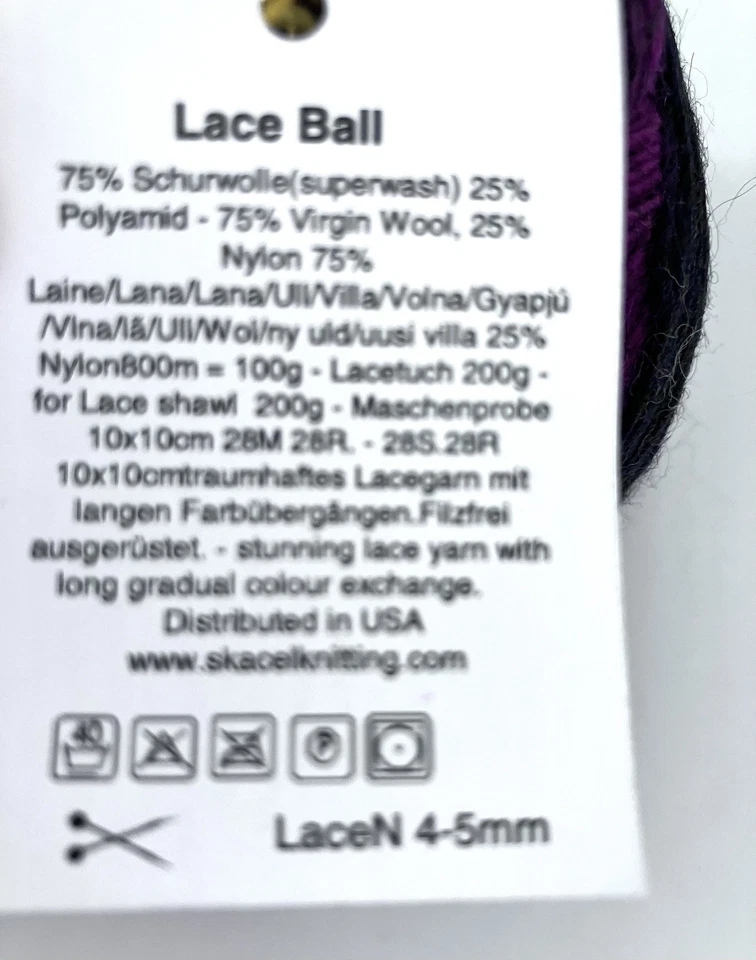 Lace Ball
75% Schurwolle(superwash) 25%
Polyamid - 75% Virgin Wool, 25%
Nylon 75%
Laine/Lana/Lana/Ull/Villa/Volna/Gyapjú
/Vlna/lã/Ull/Wol/ny uld/uusi villa 25%
Nylon800m = 100g - Lacetuch 200g -
for Lace shawl 200g - Maschenprobe
10x10cm 28M 28R. - 28S.28R
10x10cmtraumhaftes Lacegarn mit
langen Farbübergängen.Filzfrei
ausgerüstet. - stunning lace yarn with
long gradual colour exchange.
Distributed in USA
www.skacelknitting.com
40 P
LaceN 4-5mm